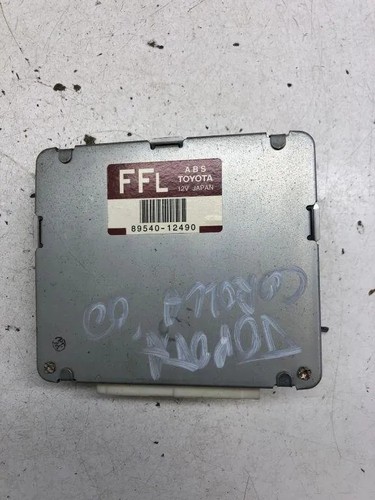 FFL
ABS
TOYOTA
12V JAPAN
89540-12490
TOYOTA 00
COROLLA